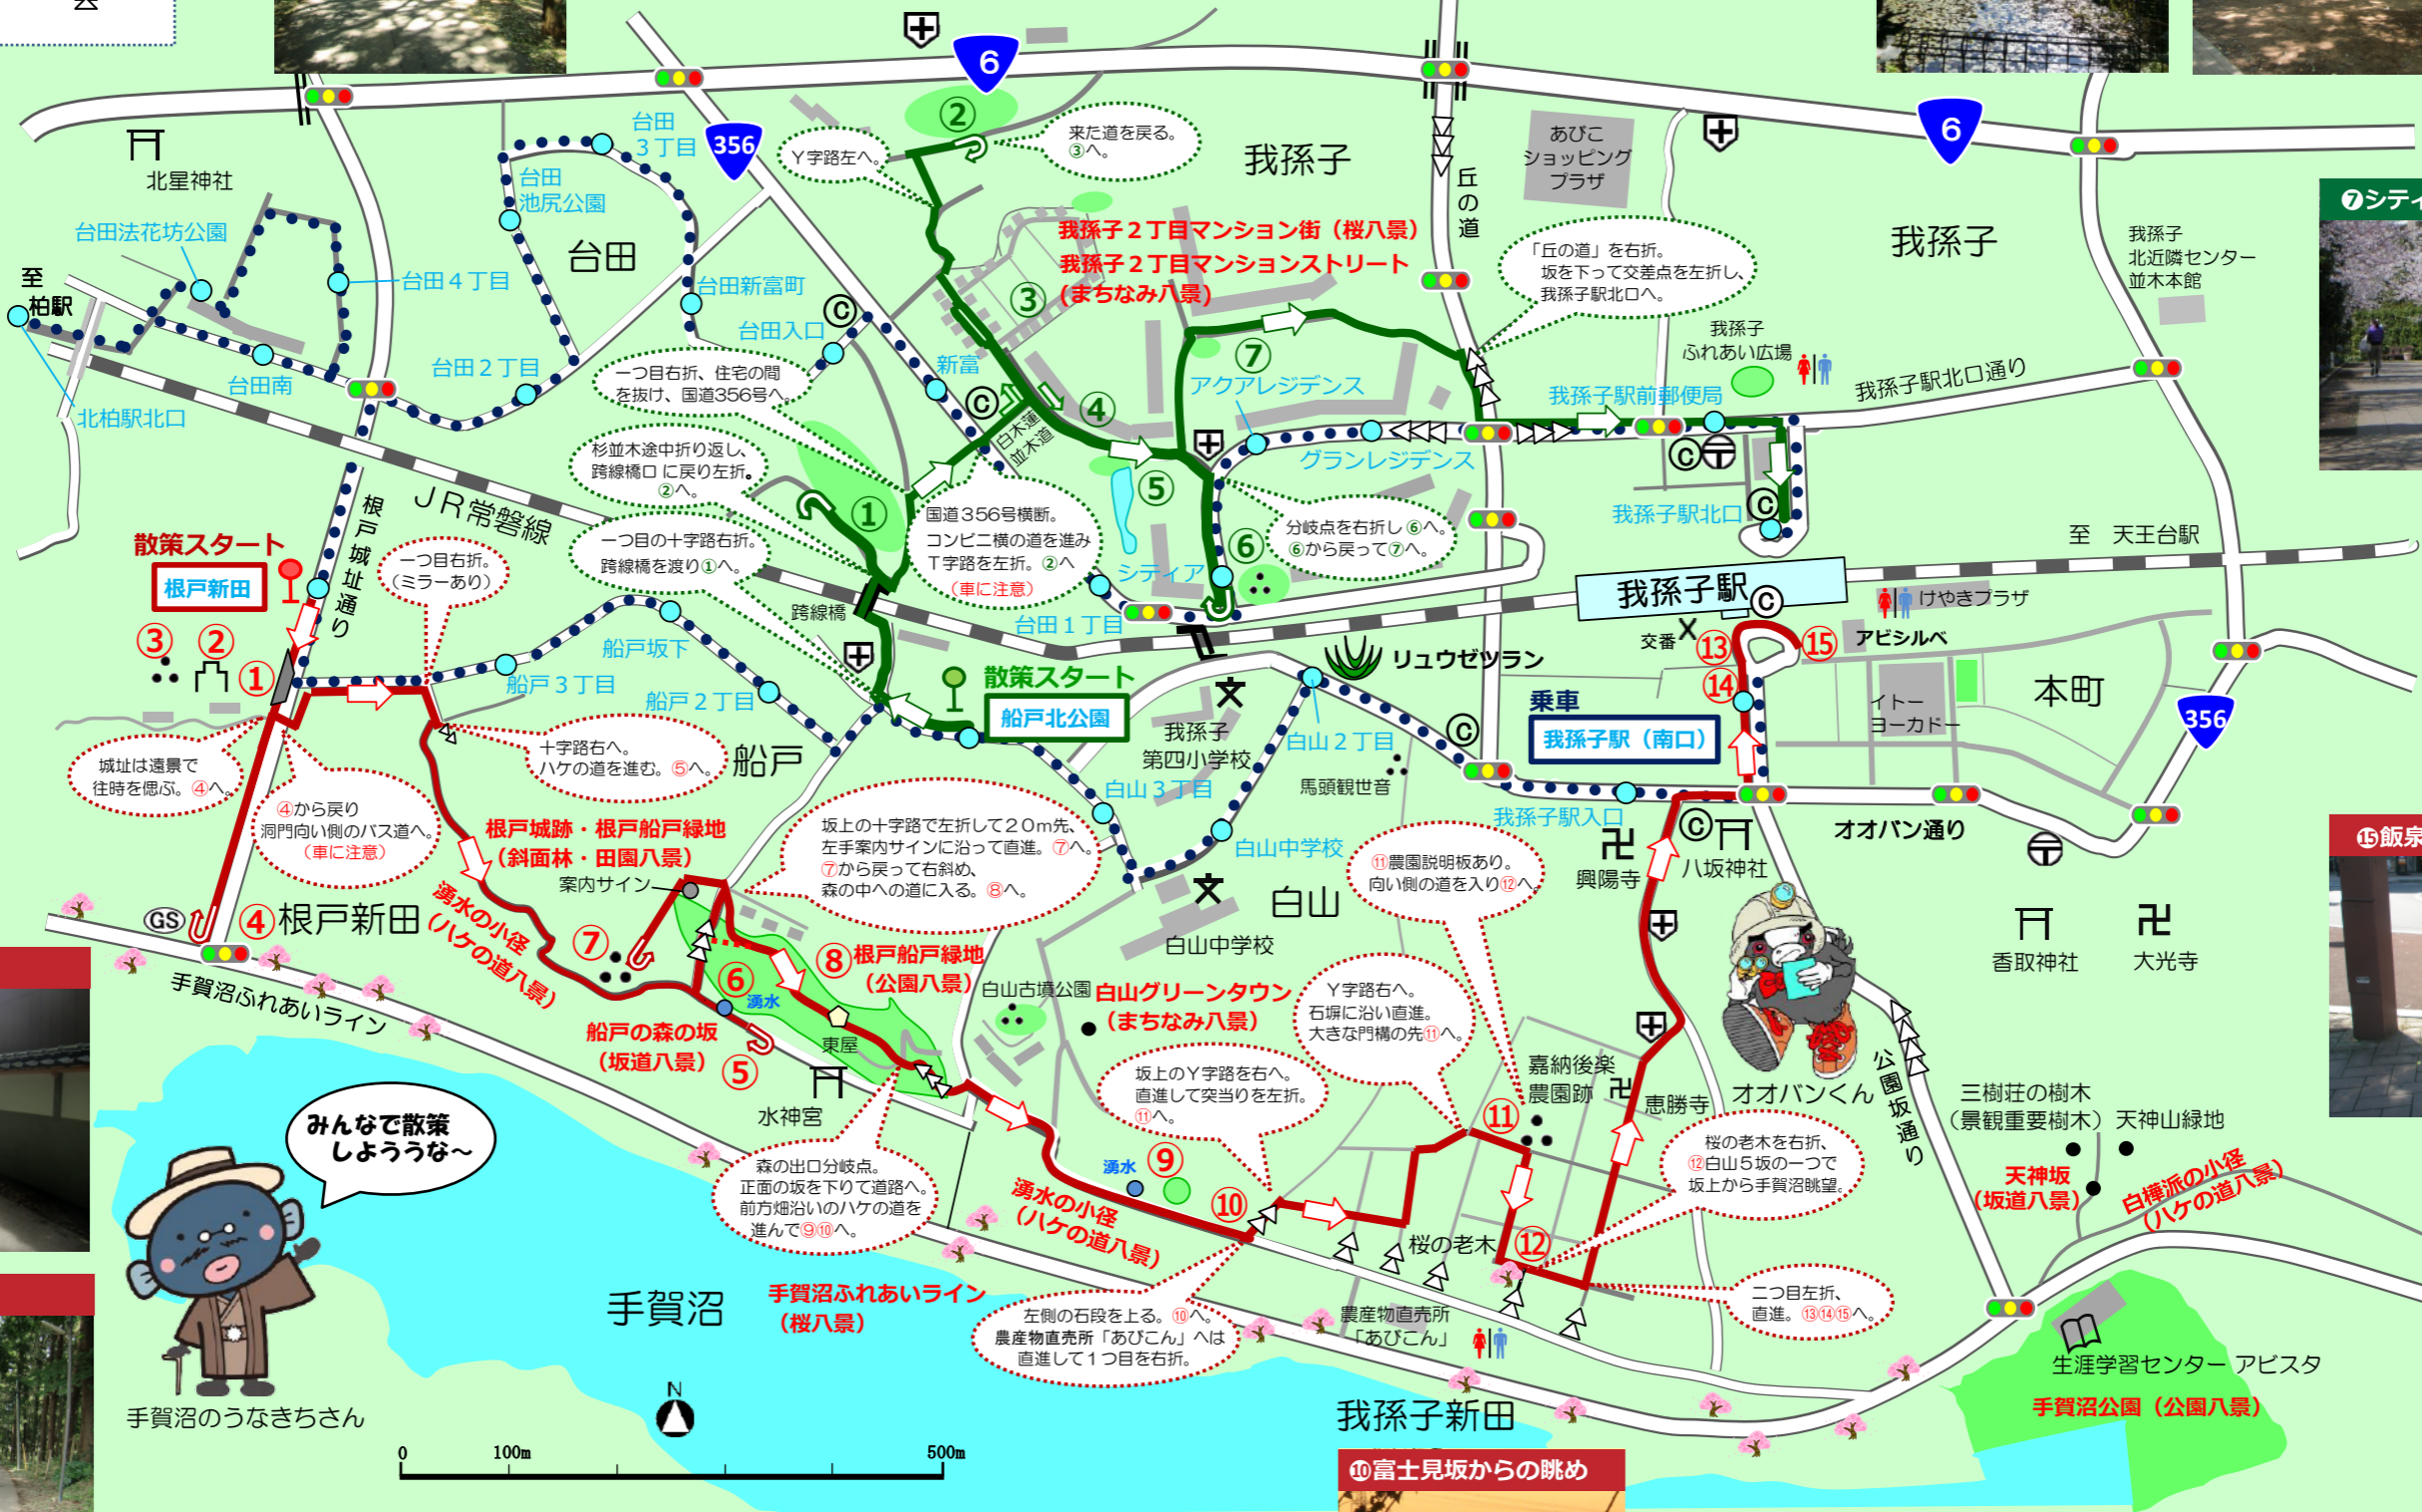 会
6
6
356
356
北星神社
台田法花坊公園
至
柏駅
北柏駅北口
台田南
台田４丁目
台田
３丁目
台田
池尻公園
台田
台田２丁目
台田新富町
台田入口
新富
Ⓒ
Ｙ字路左へ。
②
来た道を戻る。
③へ。
我孫子
丘
の
道
あびこ
ショッピング
プラザ
我孫子
我孫子
北近隣センター
並木本館
❼シティ
我孫子２丁目マンション街（桜八景）
我孫子２丁目マンションストリート
（まちなみ八景）
③
「丘の道」を右折。
坂を下って交差点を左折し、
我孫子駅北口へ。
我孫子
ふれあい広場
我孫子駅北口通り
一つ目右折、住宅の間
を抜け、国道356号へ。
Ⓒ
白木蓮
並木道
④
⑦
アクアレジデンス
我孫子駅前郵便局
グランレジデンス
Ⓒ
杉並木途中折り返し、
跨線橋口に戻り左折。
②へ。
①
⑤
国道３５６号横断。
コンビニ横の道を進み
Ｔ字路を左折。②へ
（車に注意）
分岐点を右折し⑥へ。
⑥から戻って⑦へ。
⑥
シティア
我孫子駅北口
Ⓒ
至　天王台駅
ＪＲ常磐線
根
戸
城
址
通
り
一つ目の十字路右折。
跨線橋を渡り①へ。
跨線橋
台田１丁目
我孫子駅
Ⓒ
けやきプラザ
散策スタート
根戸新田
一つ目右折。
（ミラーあり）
③
②
①
船戸３丁目
船戸坂下
船戸２丁目
散策スタート
船戸北公園
我孫子
第四小学校
リュウゼツラン
白山２丁目
交番
⑬
⑭
⑮
アビシルベ
乗車
我孫子駅（南口）
イトー
ヨーカドー
本町
城址は遠景で
往時を偲ぶ。④へ。
④から戻り
洞門向い側のバス道へ。
（車に注意）
十字路右へ。
ハケの道を進む。⑤へ。
船戸
白山３丁目
馬頭観世音
Ⓒ
我孫子駅入口
白山中学校
興陽寺
Ⓒ
八坂神社
オオバン通り
GS
④
根戸新田
根戸城跡・根戸船戸緑地
（斜面林・田園八景）
案内サイン
坂上の十字路で左折して２０ｍ先、
左手案内サインに沿って直進。⑦へ。
⑦から戻って右斜め、
森の中への道に入る。⑧へ。
湧水の小径
（ハケの道八景）
⑦
⑧
根戸船戸緑地
（公園八景）
⑥
湧水
東屋
船戸の森の坂
（坂道八景）
⑤
水神宮
手賀沼ふれあいライン
白山
白山中学校
⑪農園説明板あり。
向い側の道を入り⑫へ。
白山古墳公園
白山グリーンタウン
（まちなみ八景）
Ｙ字路右へ。
石塀に沿い直進。
大きな門構の先⑪へ。
坂上のＹ字路を右へ。
直進して突当りを左折。
⑪へ。
⑪
嘉納後楽
農園跡
恵勝寺
オオバンくん
香取神社
大光寺
⓯飯泉
公
園
坂
通
り
三樹荘の樹木
（景観重要樹木）
天神山緑地
天神坂
（坂道八景）
白樺派の小径
（ハケの道八景）
桜の老木を右折、
⑫白山５坂の一つで
坂上から手賀沼眺望。
森の出口分岐点。
正面の坂を下りて道路へ。
前方畑沿いのハケの道を
進んで⑨⑩へ。
湧水
⑨
湧水の小径
（ハケの道八景）
⑩
桜の老木
⑫
二つ目左折、
直進。⑬⑭⑮へ。
みんなで散策
しよううな～
手賀沼のうなきちさん
手賀沼
手賀沼ふれあいライン
（桜八景）
左側の石段を上る。⑩へ。
農産物直売所「あびこん」へは
直進して１つ目を右折。
農産物直売所
「あびこん」
生涯学習センター アビスタ
手賀沼公園（公園八景）
我孫子新田
N
0
100m
500m
❿富士見坂からの眺め